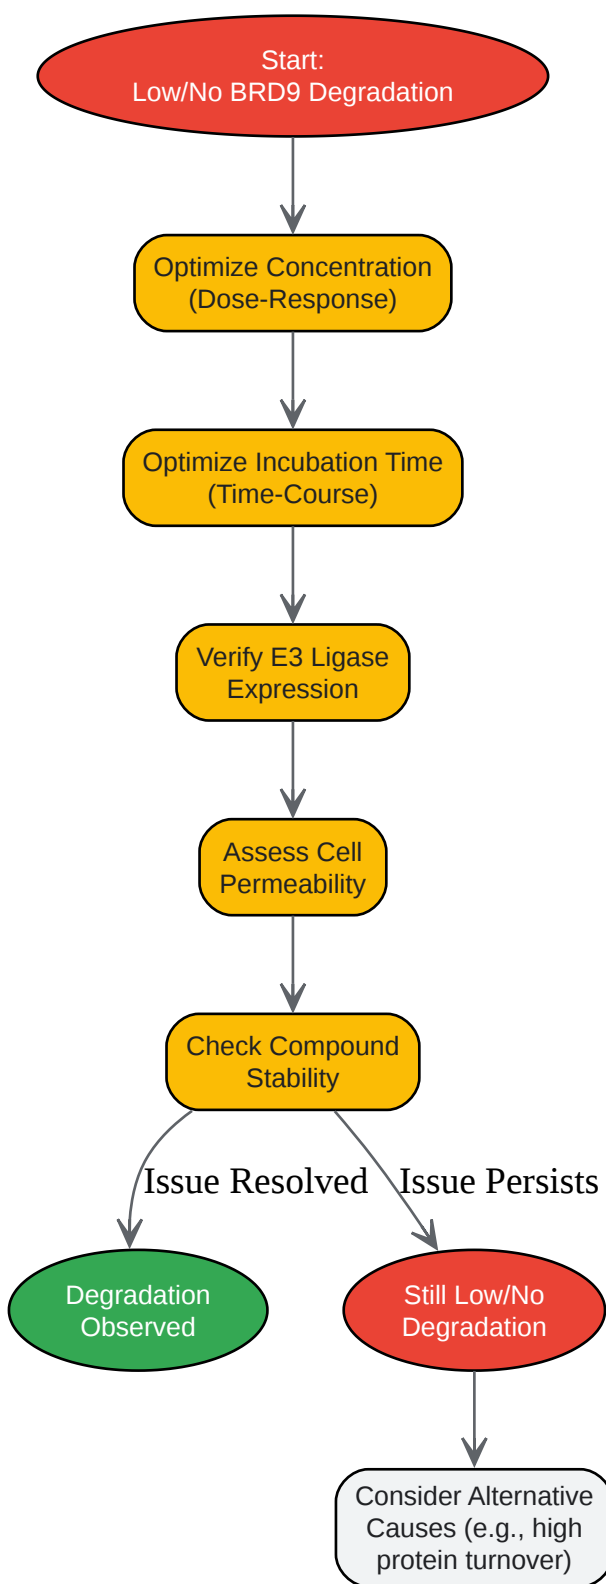 Start:
Low/No BRD9 Degradation
Optimize Concentration
(Dose-Response)
Optimize Incubation Time
(Time-Course)
Verify E3 Ligase
Expression
Assess Cell
Permeability
Check Compound
Stability
Issue Resolved
Issue Persists
Degradation
Observed
Still Low/No
Degradation
Consider Alternative
Causes (e.g., high
protein turnover)